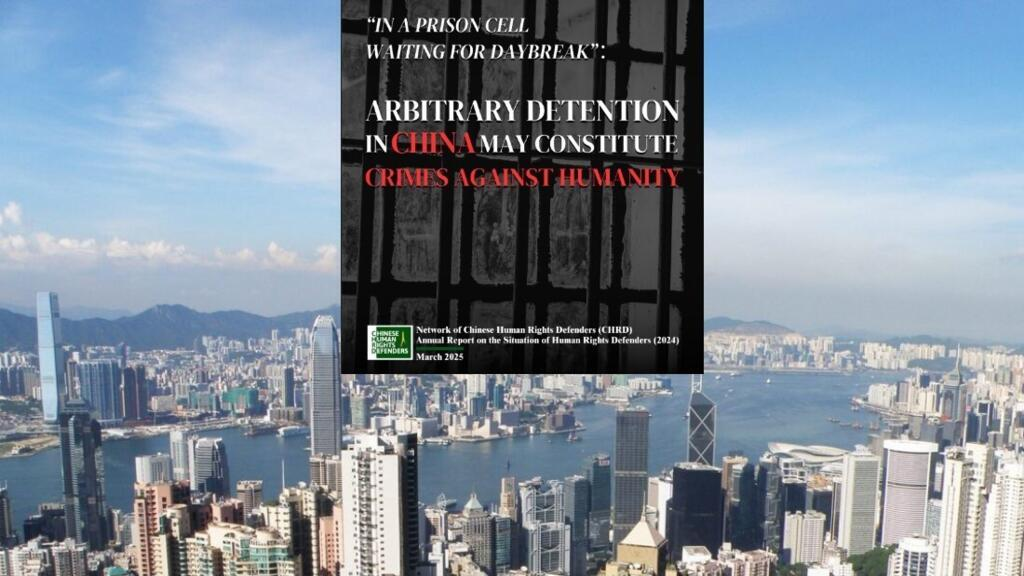 “IN A PRISON CELL
WAITING FOR DAYBREAK”:
ARBITRARY DETENTION
IN CHINA MAY CONSTITUTE
CRIMES AGAINST HUMANITY
CHINESE
HUMAN
RIGHTS
DEFENDERS
Network of Chinese Human Rights Defenders (CHRD)
Annual Report on the Situation of Human Rights Defenders (2024)
March 2025